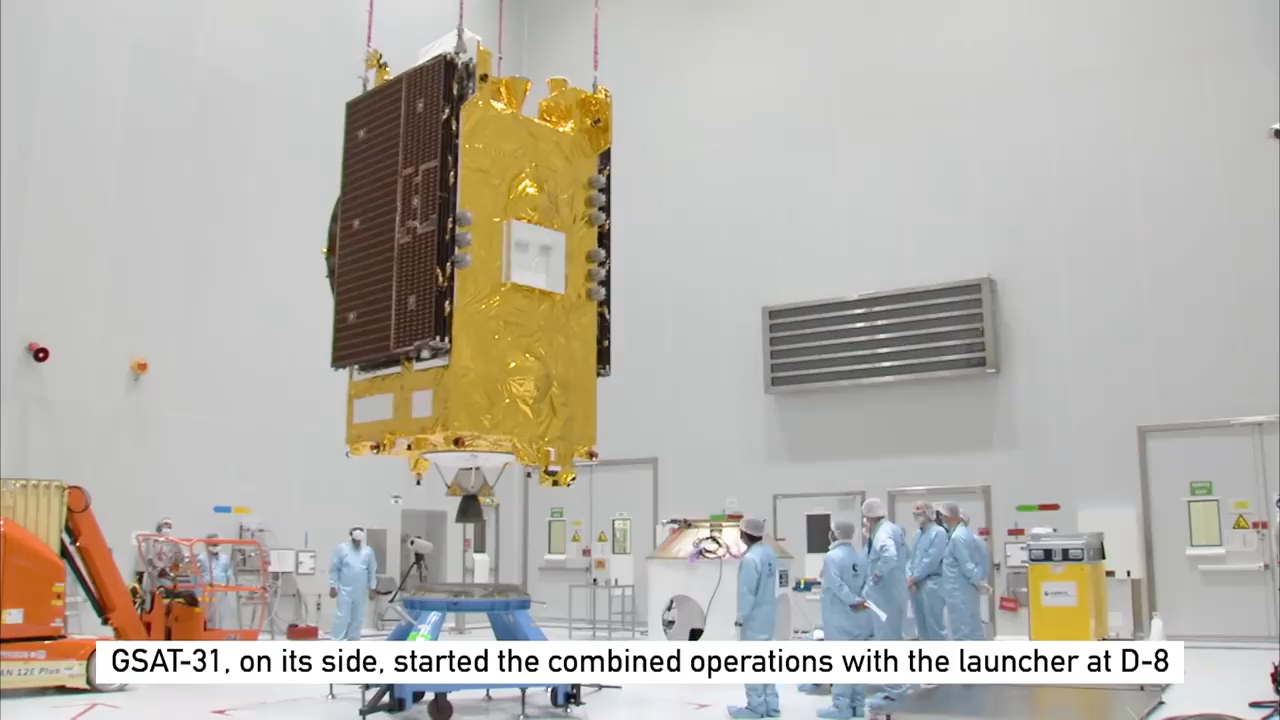 GSAT-31, on its side, started the combined operations with the launcher at D-8
AN 12E Plus